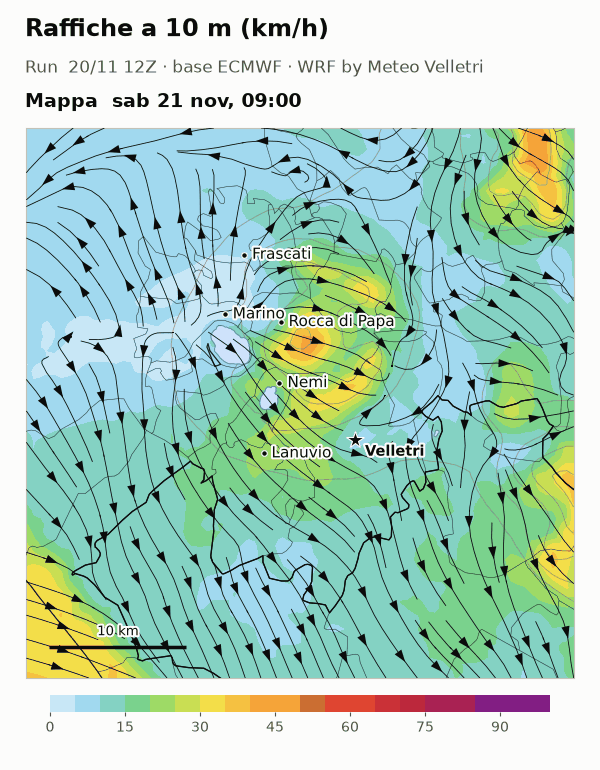 Raffiche a 10 m (km/h)
Run 20/11 12Z · base ECMWF · WRF by Meteo Velletri
Mappa sab 21 nov, 09:00
Frascati
Marino
Rocca di Papa
Nemi
Velletri
Lanuvio
10 km
0 15 30 45 60 75 90